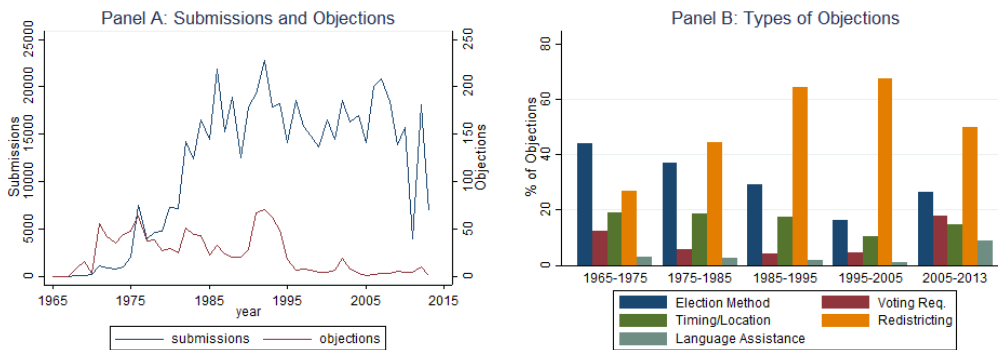 Panel A: Submissions and Objections
25000
20000
15000
10000
5000
0
Submissions
250
200
150
100
50
0
Objections
1965 1975 1985 1995 2005 2015
year
submissions objections
Panel B: Types of Objections
80
60
40
20
0
% of Objections
1965-1975 1975-1985 1985-1995 1995-2005 2005-2013
Election Method Voting Req.
Timing/Location Redistricting
Language Assistance